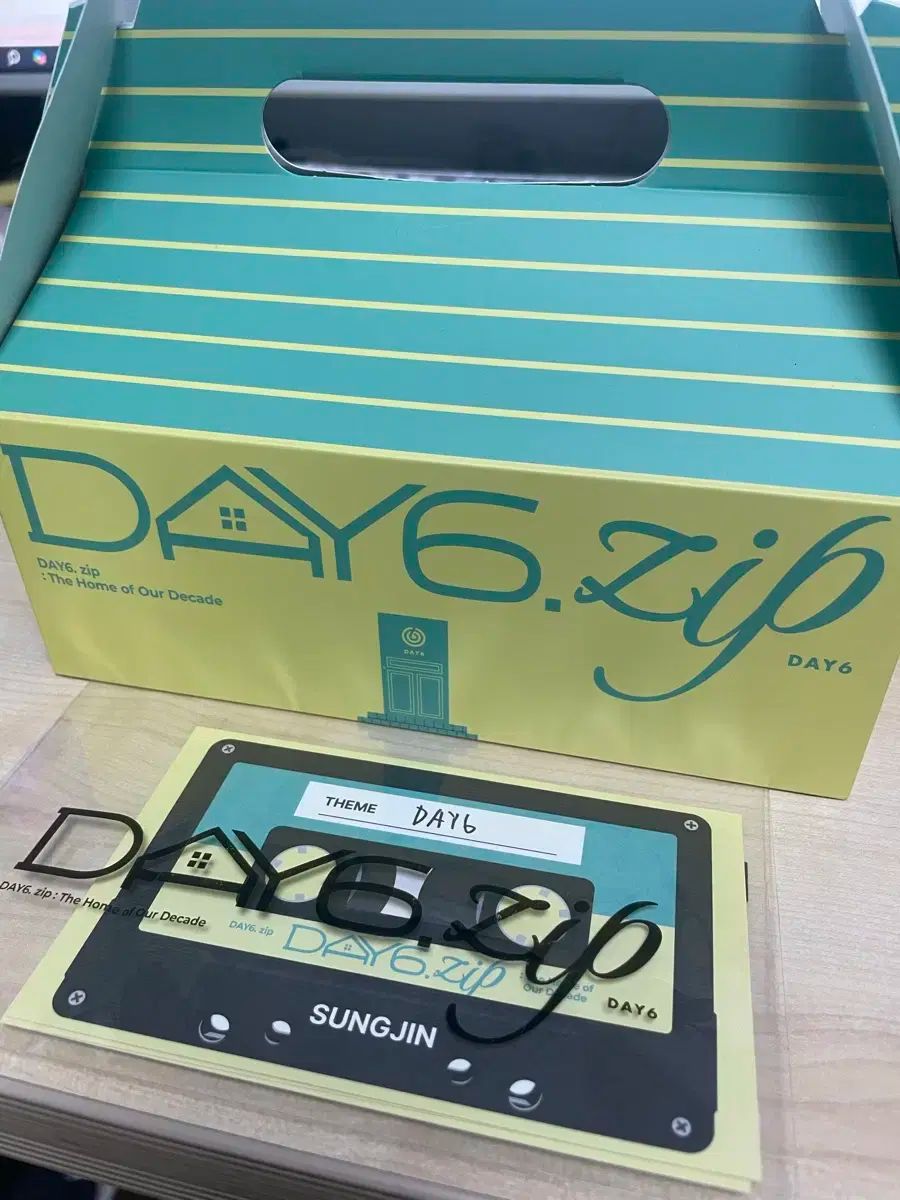 DAY6.zip
DAY6. zip
: The Home of Our Decade
DAY6
DAY6
THEME DAY6
DAY6.zip
DAY6. zip : The Home of Our Decade
DAY6. zip
DAY6.zip
Our Decade
DAY6
SUNGJIN